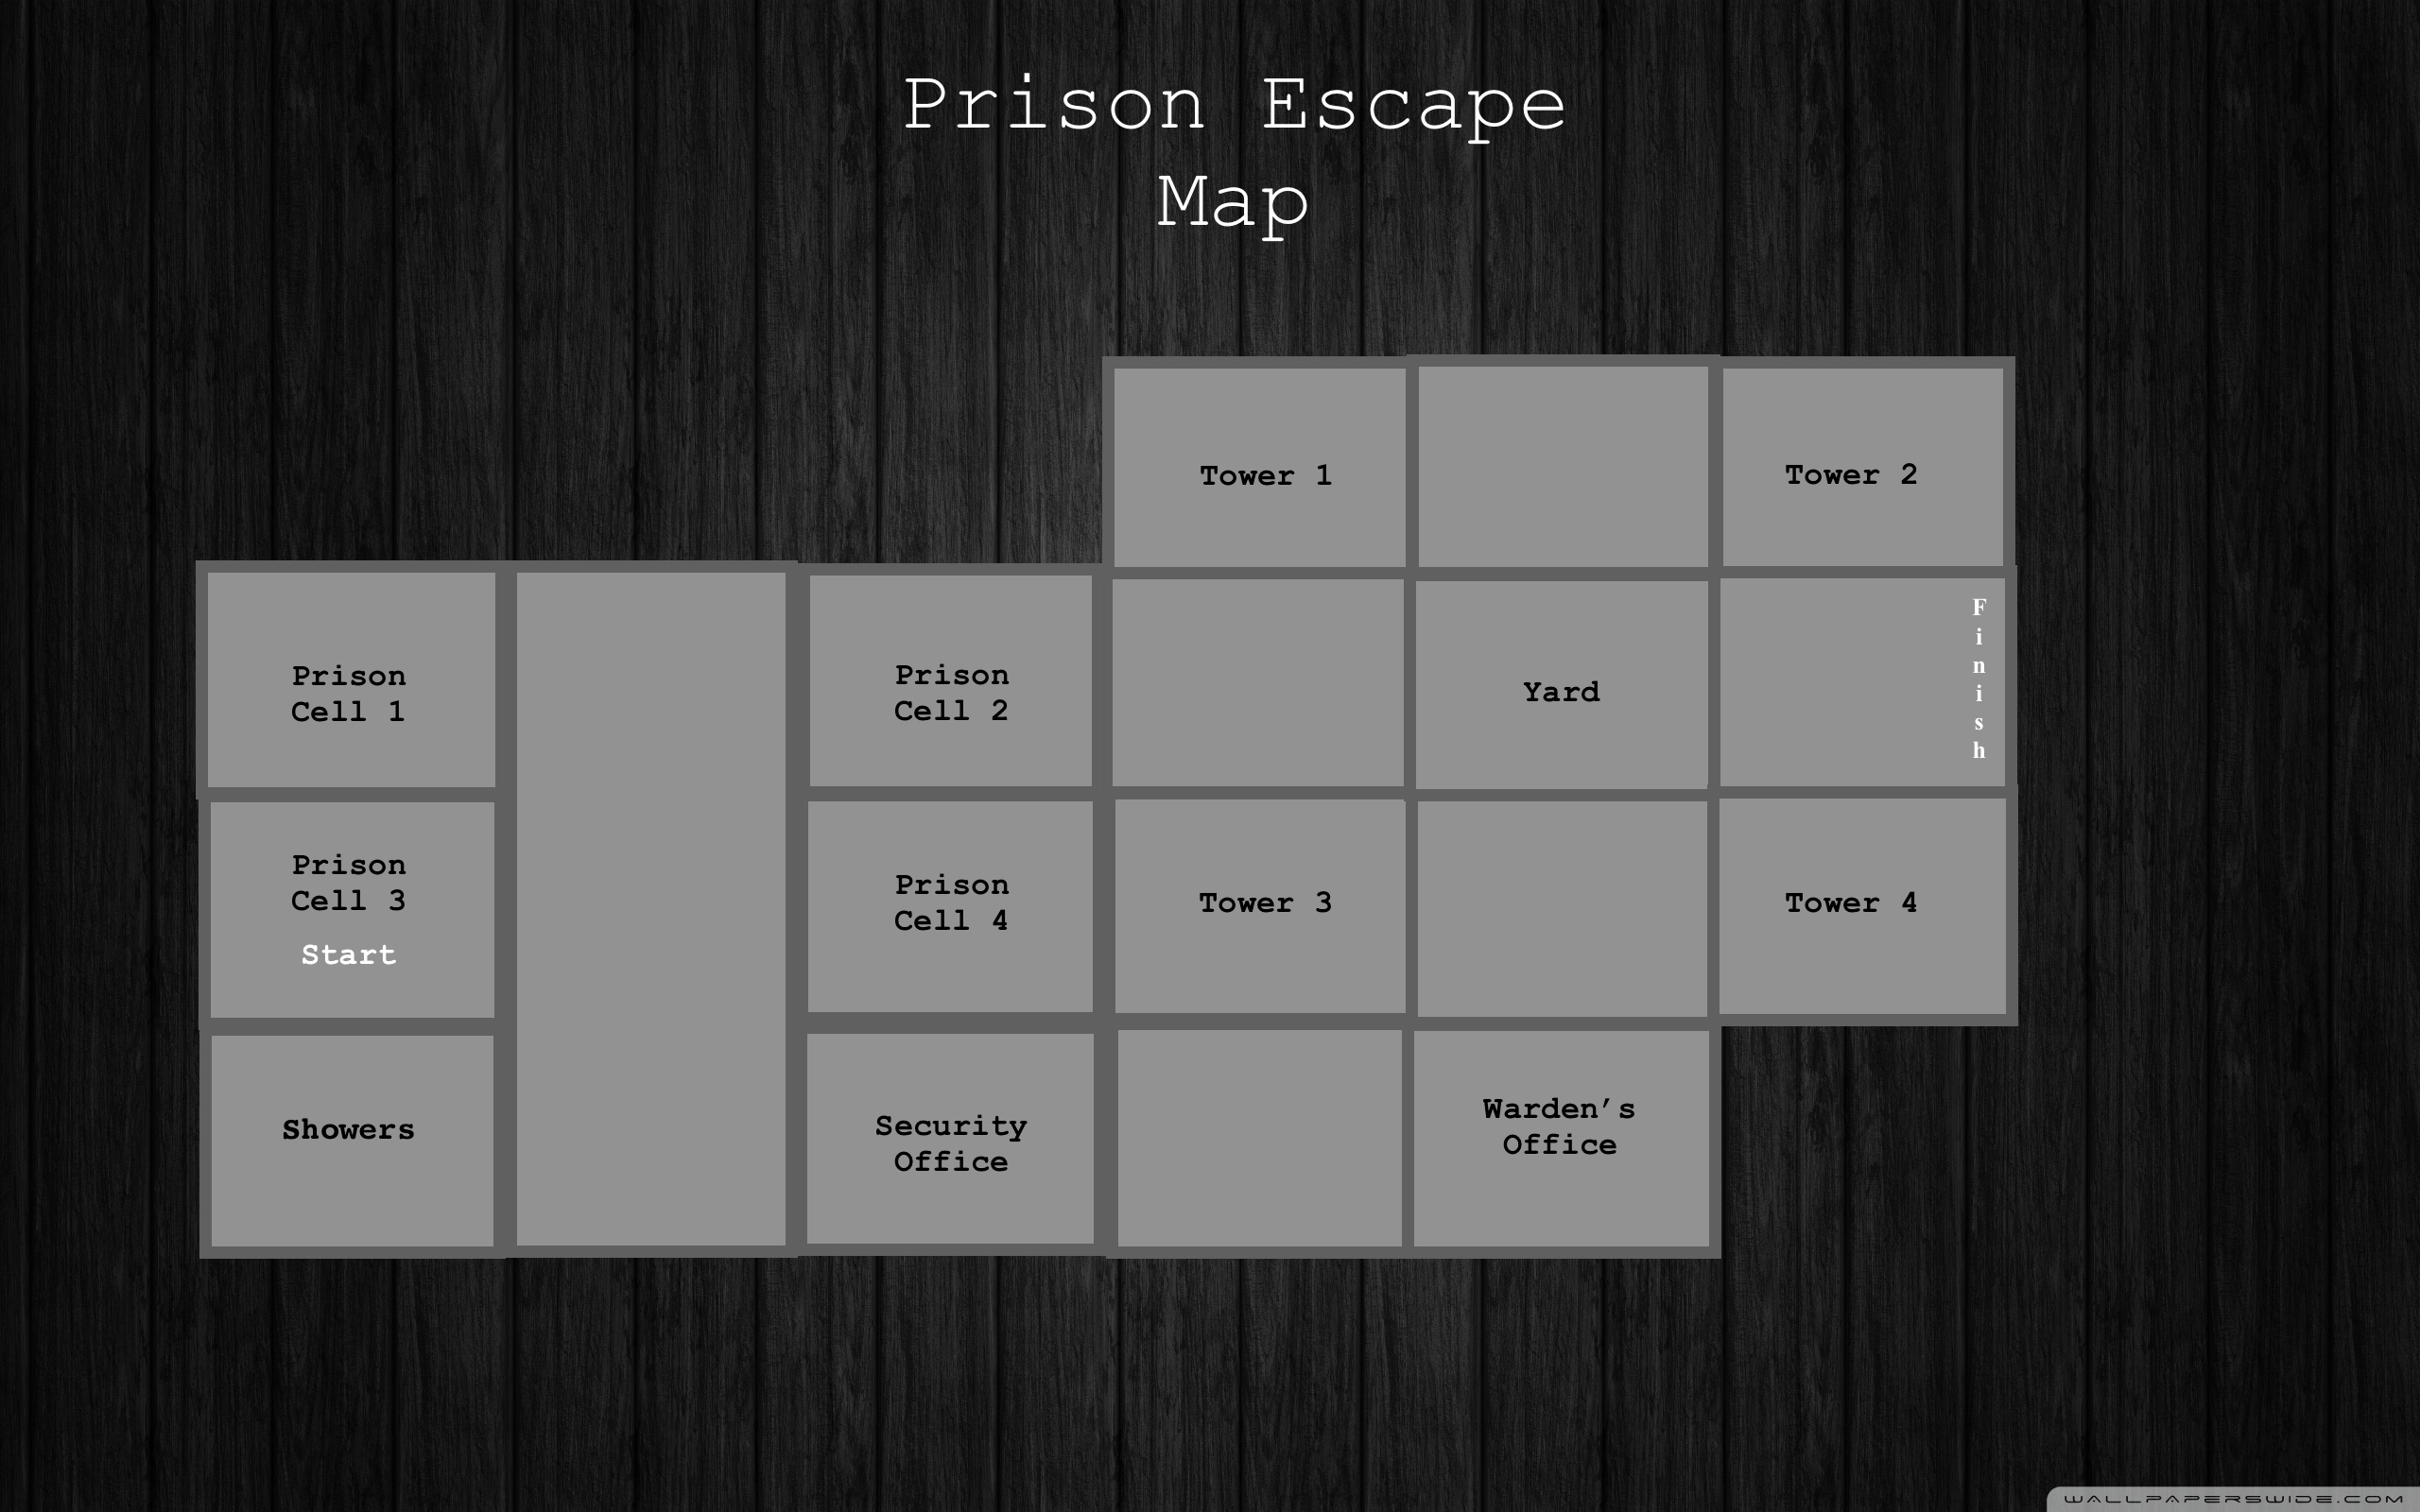 Prison Escape
Map
Tower 1
Tower 2
Prison
Cell 1
Prison
Cell 2
Yard
Finish
Prison
Cell 3
Start
Prison
Cell 4
Tower 3
Tower 4
Showers
Security
Office
Warden’s
Office
WALLPAPERSWIDE.COM